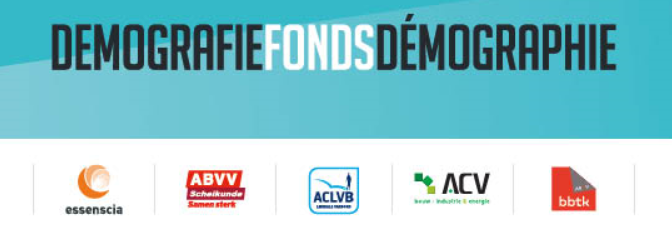 DEMOGRAFIEFONDSDÉMOGRAPHIE
essenscia
ABVV
Scheikunde
Samen sterk
ACLVB
ACV
bouw - industrie & energie
bbtk